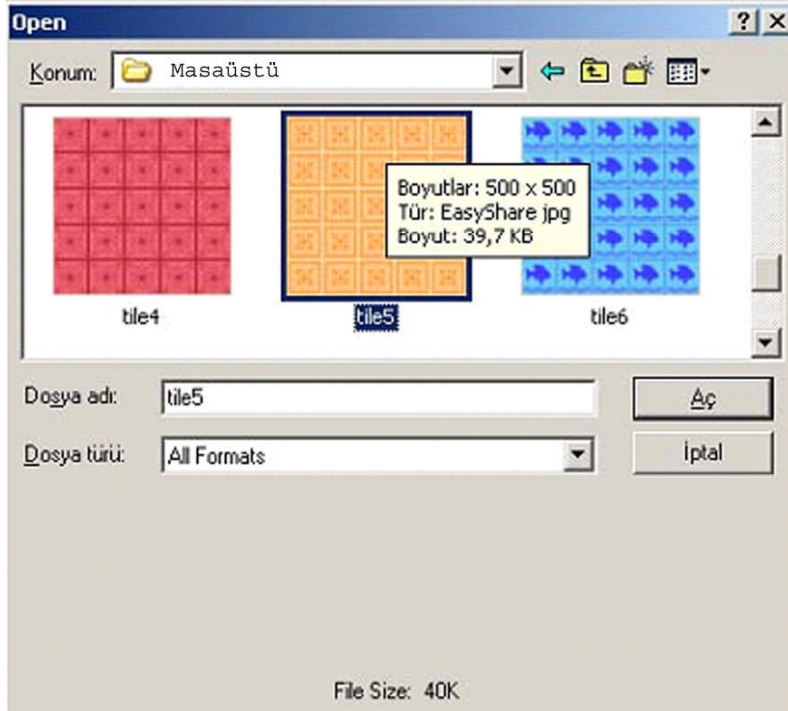 Open
Konum: Masaüstü
Boyutlar: 500 x 500
Tür: EasyShare jpg
Boyut: 39,7 KB
tile4 tile5 tile6
Dosya adı: tile5 Aç
Dosya türü: All Formats İptal
File Size: 40K